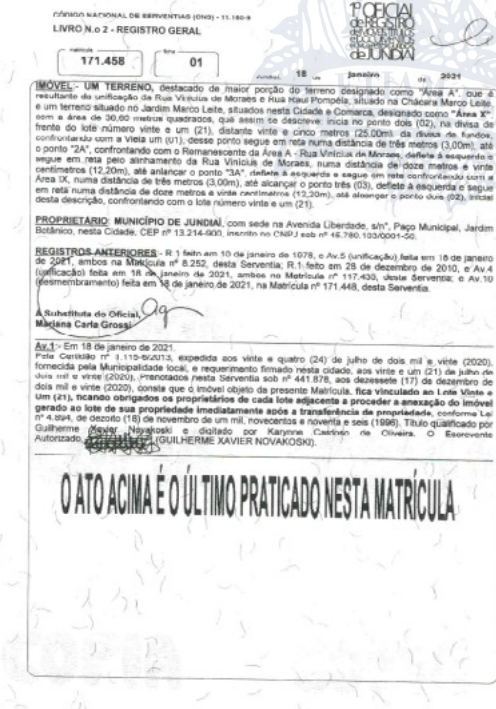 CÓDIGO NACIONAL DE SERVENTIAS (CNS) - 11.160-9
LIVRO N.o 2 - REGISTRO GERAL
1º OFICIAL
de REGISTRO
de IMÓVEIS, TÍTULOS
de JUNDIAÍ
matrícula
171.458
ficha
01
Jundiaí, 18 de janeiro de 2021
IMÓVEL:- UM TERRENO, destacado de maior porção do terreno designado como "Área A", que é
resultante da unificação da Rua Vinícius de Moraes e Rua Raul Pompéia, situado na Chácara Marco Leite,
e um terreno situado no Jardim Marco Leite, situados nesta Cidade e Comarca, designado como "Área X",
com a área de 36,60 metros quadrados, que assim se descreve: inicia no ponto dois (02), na divisa de
frente do lote número vinte e um (21), distante vinte e cinco metros (25,00m) da divisa de fundos,
confrontando com a Viela um (01), desse ponto segue em reta numa distância de três metros (3,00m), até
o ponto "2A", confrontando com o Remanescente da Área A - Rua Vinícius de Moraes, deflete à esquerda e
segue em reta pelo alinhamento da Rua Vinícius de Moraes, numa distância de doze metros e vinte
centímetros (12,20m), até alcançar o ponto "3A", deflete à esquerda e segue em reta confrontando com a
Área IX, numa distância de três metros (3,00m), até alcançar o ponto três (03), deflete à esquerda e segue
em reta numa distância de doze metros e vinte centímetros (12,20m), até alcançar o ponto dois (02), inicial
desta descrição, confrontando com o lote número vinte e um (21).
PROPRIETÁRIO: MUNICÍPIO DE JUNDIAÍ, com sede na Avenida Liberdade, s/nº, Paço Municipal, Jardim
Botânico, nesta Cidade, CEP nº 13.214-900, inscrito no CNPJ sob nº
REGISTROS ANTERIORES:- R.1 feito em 10 de janeiro de 1978, e Av.5 (unificação) feita em 18 de janeiro
de 2021, ambos na Matrícula nº 8.252, desta Serventia; R.1 feito em 28 de dezembro de 2010, e Av.4
(unificação) feita em 18 de janeiro de 2021, ambos na Matrícula nº 117.433, desta Serventia; e Av.10
(desmembramento) feita em 18 de janeiro de 2021, na Matrícula nº 171.448, desta Serventia.
A Substituta do Oficial,
Mariana Carla Grossi
Av.1:- Em 18 de janeiro de 2021.
Pela Certidão nº expedida aos vinte e quatro (24) de julho de dois mil e vinte (2020),
fornecida pela Municipalidade local, e requerimento firmado nesta cidade, aos vinte e um (21) de julho de
dois mil e vinte (2020), Prenotados nesta Serventia sob nº 441.878, aos dezessete (17) de dezembro de
dois mil e vinte (2020), consta que o imóvel objeto da presente Matrícula, fica vinculado ao Lote Vinte e
Um (21), ficando obrigados os proprietários de cada lote adjacente a proceder a anexação do imóvel
gerado ao lote de sua propriedade imediatamente após a transferência da propriedade, conforme Lei
nº 4.894, de dezoito (18) de novembro de um mil, novecentos e noventa e seis (1996). Título qualificado por
Guilherme Xavier Novakoski e digitado por Karynne Cardoso de Oliveira. O Escrevente
Autorizado, (GUILHERME XAVIER NOVAKOSKI).
O ATO ACIMA É O ÚLTIMO PRATICADO NESTA MATRÍCULA